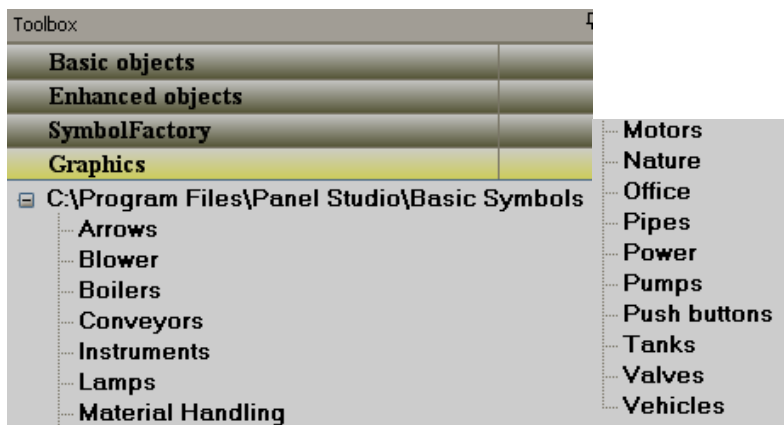 Toolbox
Basic objects
Enhanced objects
SymbolFactory
Graphics
C:\Program Files\Panel Studio\Basic Symbols
Arrows
Blower
Boilers
Conveyors
Instruments
Lamps
Material Handling
Motors
Nature
Office
Pipes
Power
Pumps
Push buttons
Tanks
Valves
Vehicles